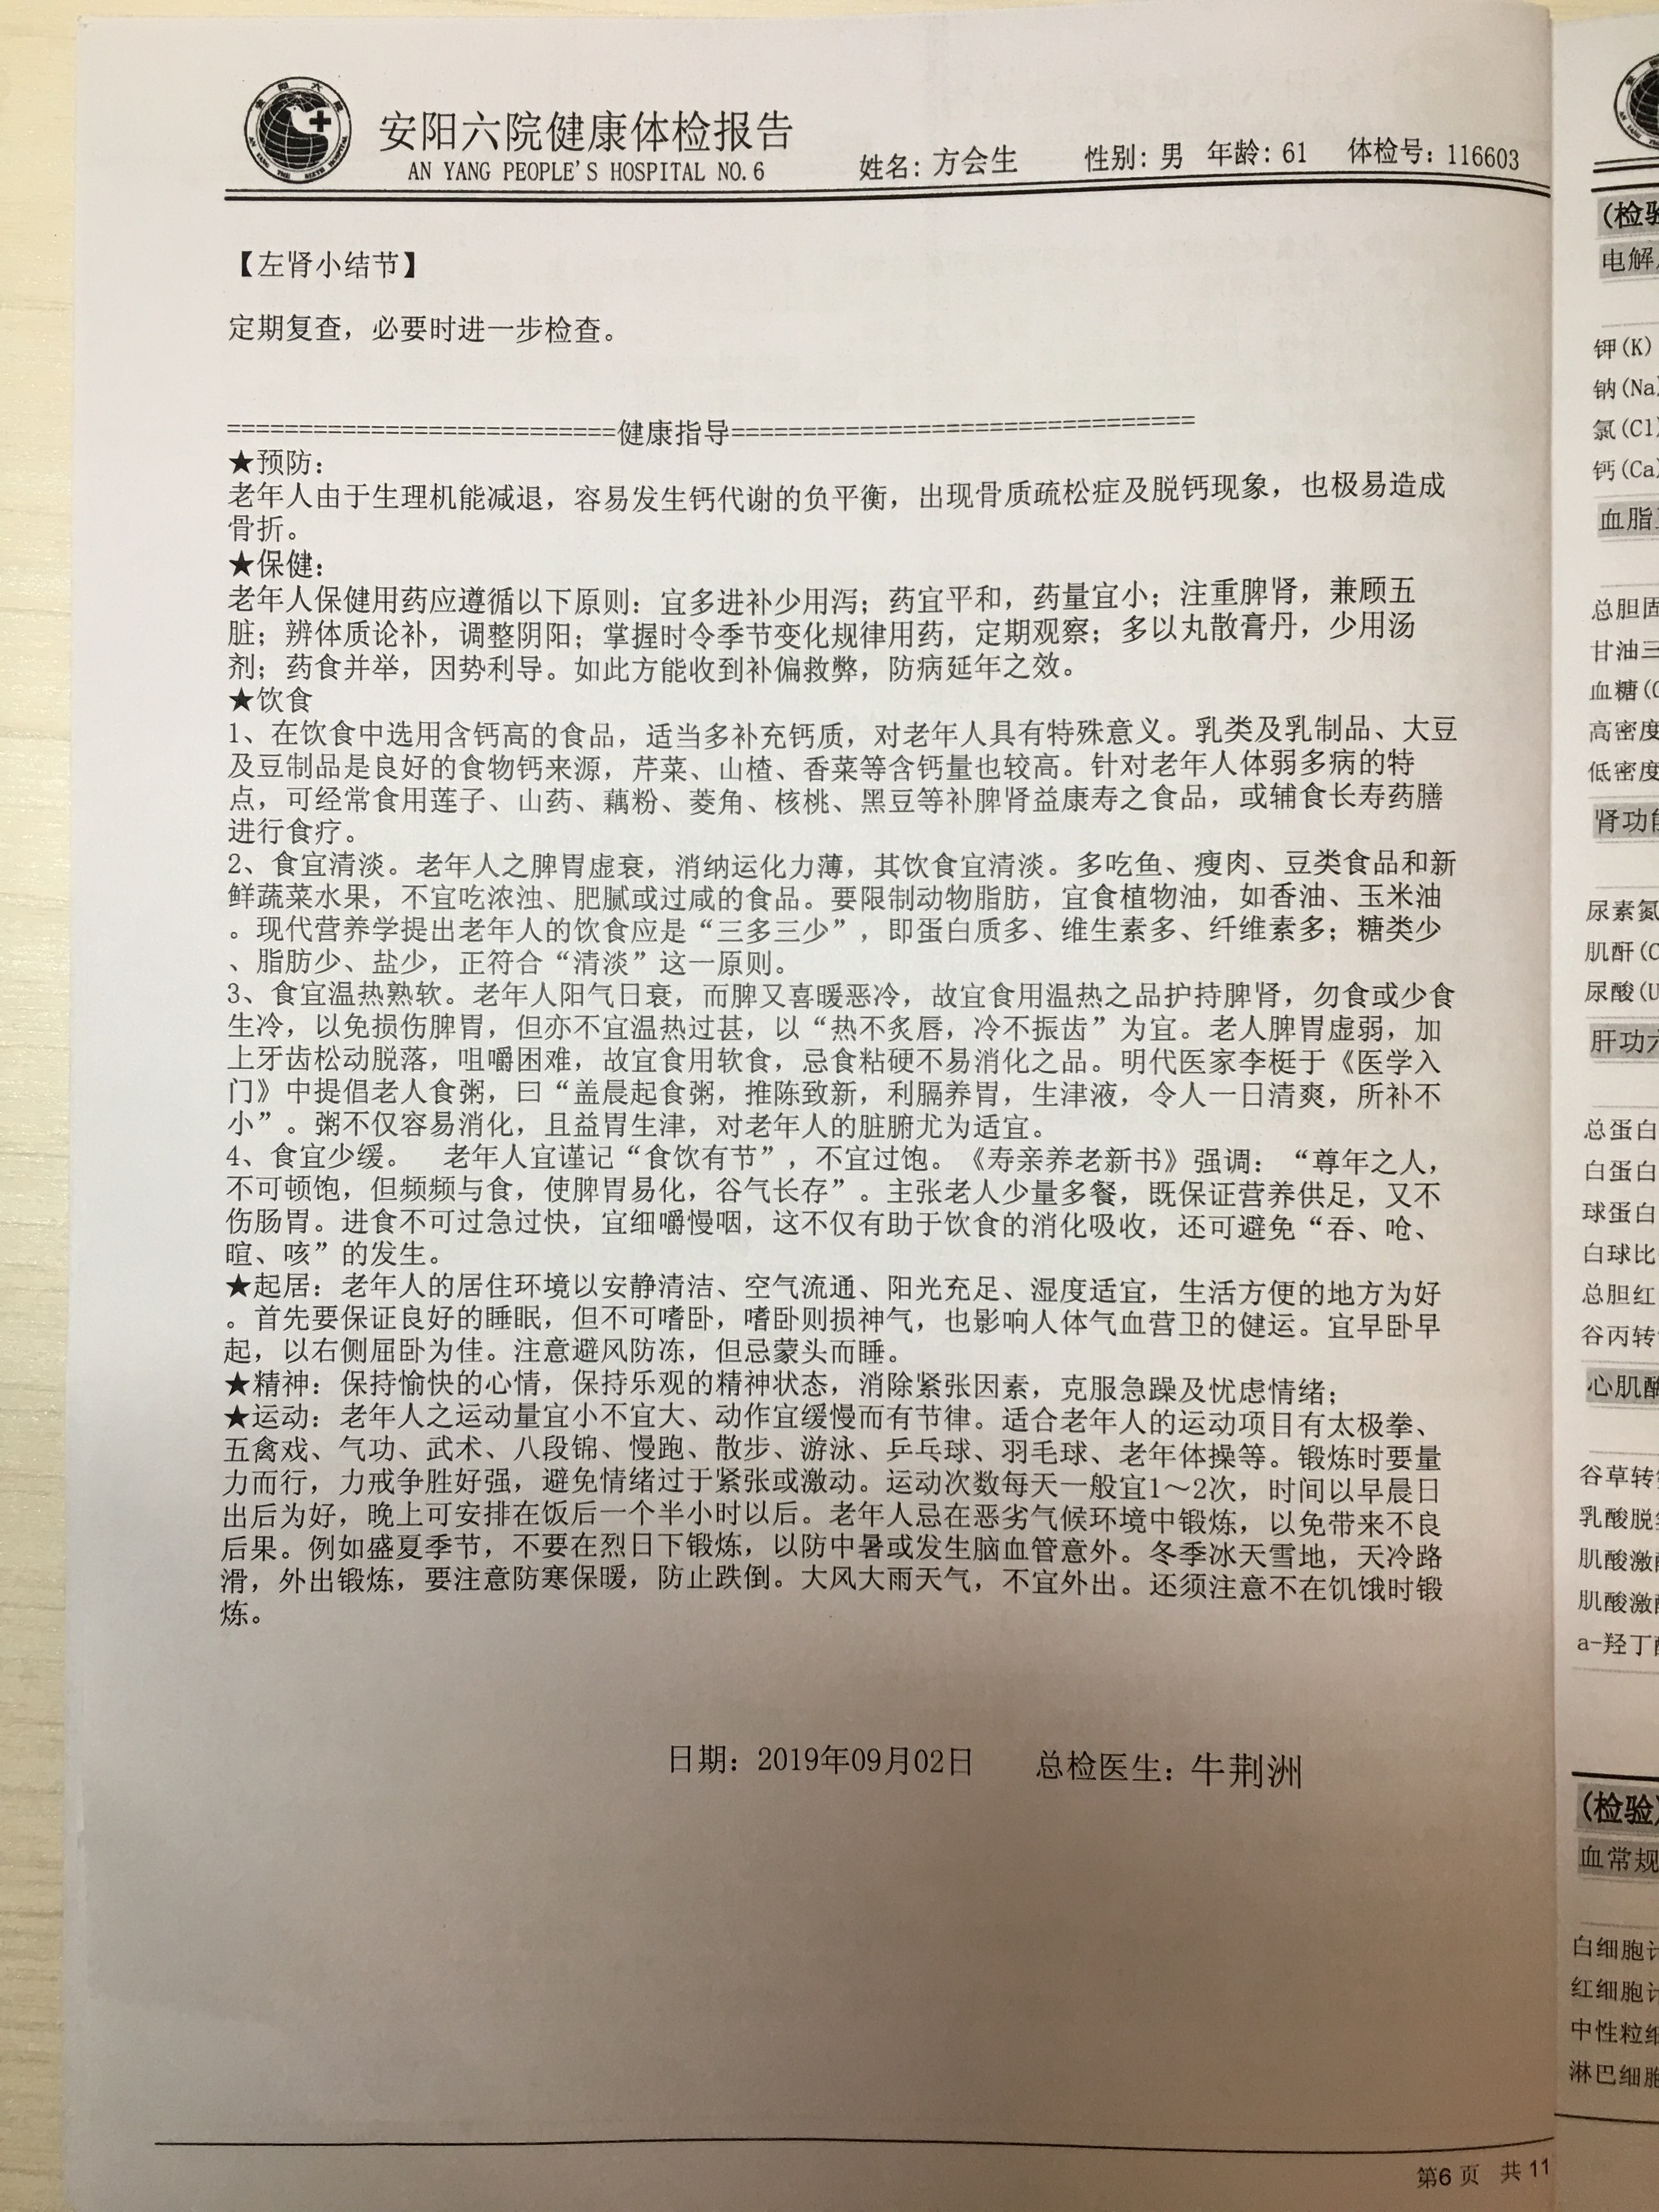 安阳六院健康体检报告
AN YANG PEOPLE'S HOSPITAL NO.6
姓名：方会生 性别：男 年龄：61 体检号：116603
【左肾小结节】
定期复查，必要时进一步检查。
===========================健康指导================================
★预防：
老年人由于生理机能减退，容易发生钙代谢的负平衡，出现骨质疏松症及脱钙现象，也极易造成
骨折。
★保健：
老年人保健用药应遵循以下原则：宜多进补少用泻；药宜平和，药量宜小；注重脾肾，兼顾五
脏；辨体质论补，调整阴阳；掌握时令季节变化规律用药，定期观察；多以丸散膏丹，少用汤
剂；药食并举，因势利导。如此方能收到补偏救弊，防病延年之效。
★饮食
1、在饮食中选用含钙高的食品，适当多补充钙质，对老年人具有特殊意义。乳类及乳制品、大豆
及豆制品是良好的食物钙来源，芹菜、山楂、香菜等含钙量也较高。针对老年人体弱多病的特
点，可经常食用莲子、山药、藕粉、菱角、核桃、黑豆等补脾肾益康寿之食品，或辅食长寿药膳
进行食疗。
2、食宜清淡。老年人之脾胃虚衰，消纳运化力薄，其饮食宜清淡。多吃鱼、瘦肉、豆类食品和新
鲜蔬菜水果，不宜吃浓浊、肥腻或过咸的食品。要限制动物脂肪，宜食植物油，如香油、玉米油
。现代营养学提出老年人的饮食应是“三多三少”，即蛋白质多、维生素多、纤维素多；糖类少
、脂肪少、盐少，正符合“清淡”这一原则。
3、食宜温热熟软。老年人阳气日衰，而脾又喜暖恶冷，故宜食用温热之品护持脾肾，勿食或少食
生冷，以免损伤脾胃，但亦不宜温热过甚，以“热不炙唇，冷不振齿”为宜。老人脾胃虚弱，加
上牙齿松动脱落，咀嚼困难，故宜食用软食，忌食粘硬不易消化之品。明代医家李梃于《医学入
门》中提倡老人食粥，曰“盖晨起食粥，推陈致新，利膈养胃，生津液，令人一日清爽，所补不
小”。粥不仅容易消化，且益胃生津，对老年人的脏腑尤为适宜。
4、食宜少缓。 老年人宜谨记“食饮有节”，不宜过饱。《寿亲养老新书》强调：“尊年之人，
不可顿饱，但频频与食，使脾胃易化，谷气长存”。主张老人少量多餐，既保证营养供足，又不
伤肠胃。进食不可过急过快，宜细嚼慢咽，这不仅有助于饮食的消化吸收，还可避免“吞、呛、
噎、咳”的发生。
★起居：老年人的居住环境以安静清洁、空气流通、阳光充足、湿度适宜，生活方便的地方为好
。首先要保证良好的睡眠，但不可嗜卧，嗜卧则损神气，也影响人体气血营卫的健运。宜早卧早
起，以右侧屈卧为佳。注意避风防冻，但忌蒙头而睡。
★精神：保持愉快的心情，保持乐观的精神状态，消除紧张因素，克服急躁及忧虑情绪；
★运动：老年人之运动量宜小不宜大、动作宜缓慢而有节律。适合老年人的运动项目有太极拳、
五禽戏、气功、武术、八段锦、慢跑、散步、游泳、乒乓球、羽毛球、老年体操等。锻炼时要量
力而行，力戒争胜好强，避免情绪过于紧张或激动。运动次数每天一般宜1～2次，时间以早晨日
出后为好，晚上可安排在饭后一个半小时以后。老年人忌在恶劣气候环境中锻炼，以免带来不良
后果。例如盛夏季节，不要在烈日下锻炼，以防中暑或发生脑血管意外。冬季冰天雪地，天冷路
滑，外出锻炼，要注意防寒保暖，防止跌倒。大风大雨天气，不宜外出。还须注意不在饥饿时锻
炼。
日期：2019年09月02日 总检医生：牛荆洲
第6页 共11
(检验
电解
钾(K)
钠(Na)
氯(Cl)
钙(Ca)
血脂
总胆固
甘油三
血糖(
高密度
低密度
肾功能
尿素氮
肌酐(
尿酸(U
肝功
总蛋白
白蛋白
球蛋白
白球比
总胆红
谷丙转
心肌酶
谷草转
乳酸脱
肌酸激
肌酸激
a-羟丁
(检验)
血常规
白细胞计
红细胞计
中性粒细
淋巴细胞